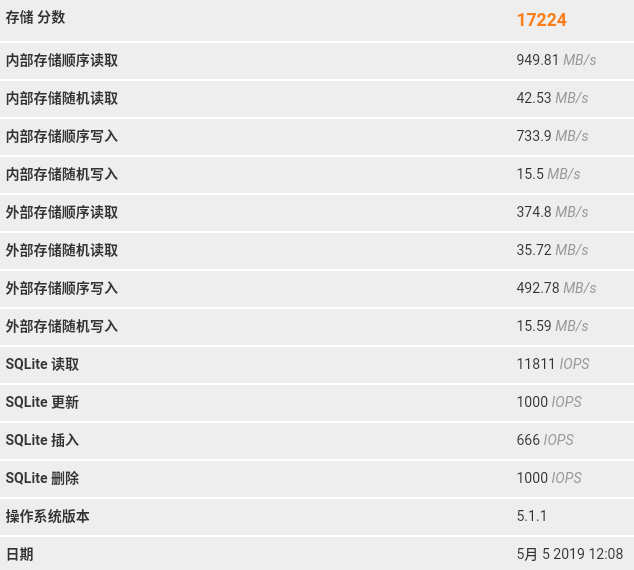 存储 分数 17224
内部存储顺序读取 949.81 MB/s
内部存储随机读取 42.53 MB/s
内部存储顺序写入 733.9 MB/s
内部存储随机写入 15.5 MB/s
外部存储顺序读取 374.8 MB/s
外部存储随机读取 35.72 MB/s
外部存储顺序写入 492.78 MB/s
外部存储随机写入 15.59 MB/s
SQLite 读取 11811 IOPS
SQLite 更新 1000 IOPS
SQLite 插入 666 IOPS
SQLite 删除 1000 IOPS
操作系统版本 5.1.1
日期 5月 5 2019 12:08